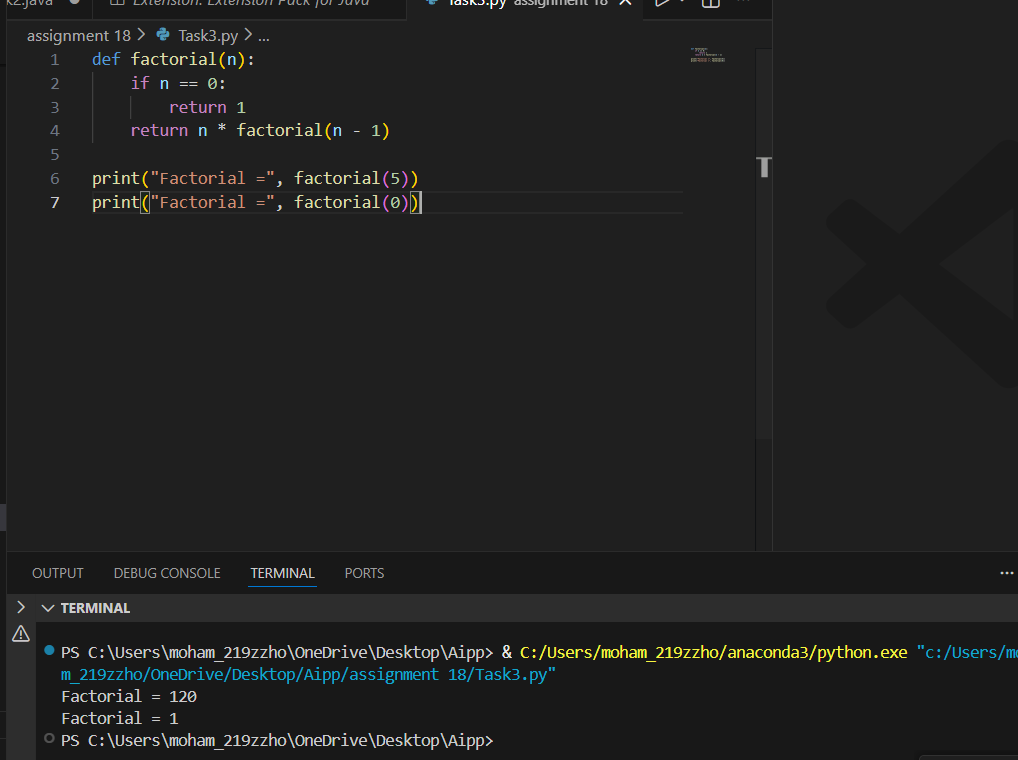 k2.java Extension: Extension Pack for Java Task3.py assignment 18
assignment 18 > Task3.py > ...
1 def factorial(n):
2     if n == 0:
3         return 1
4     return n * factorial(n - 1)
5
6 print("Factorial =", factorial(5))
7 print("Factorial =", factorial(0))
OUTPUT DEBUG CONSOLE TERMINAL PORTS
TERMINAL
PS C:\Users\moham_219zzho\OneDrive\Desktop\Aipp> & C:/Users/moham_219zzho/anaconda3/python.exe "c:/Users/mo
m_219zzho/OneDrive/Desktop/Aipp/assignment 18/Task3.py"
Factorial = 120
Factorial = 1
PS C:\Users\moham_219zzho\OneDrive\Desktop\Aipp>